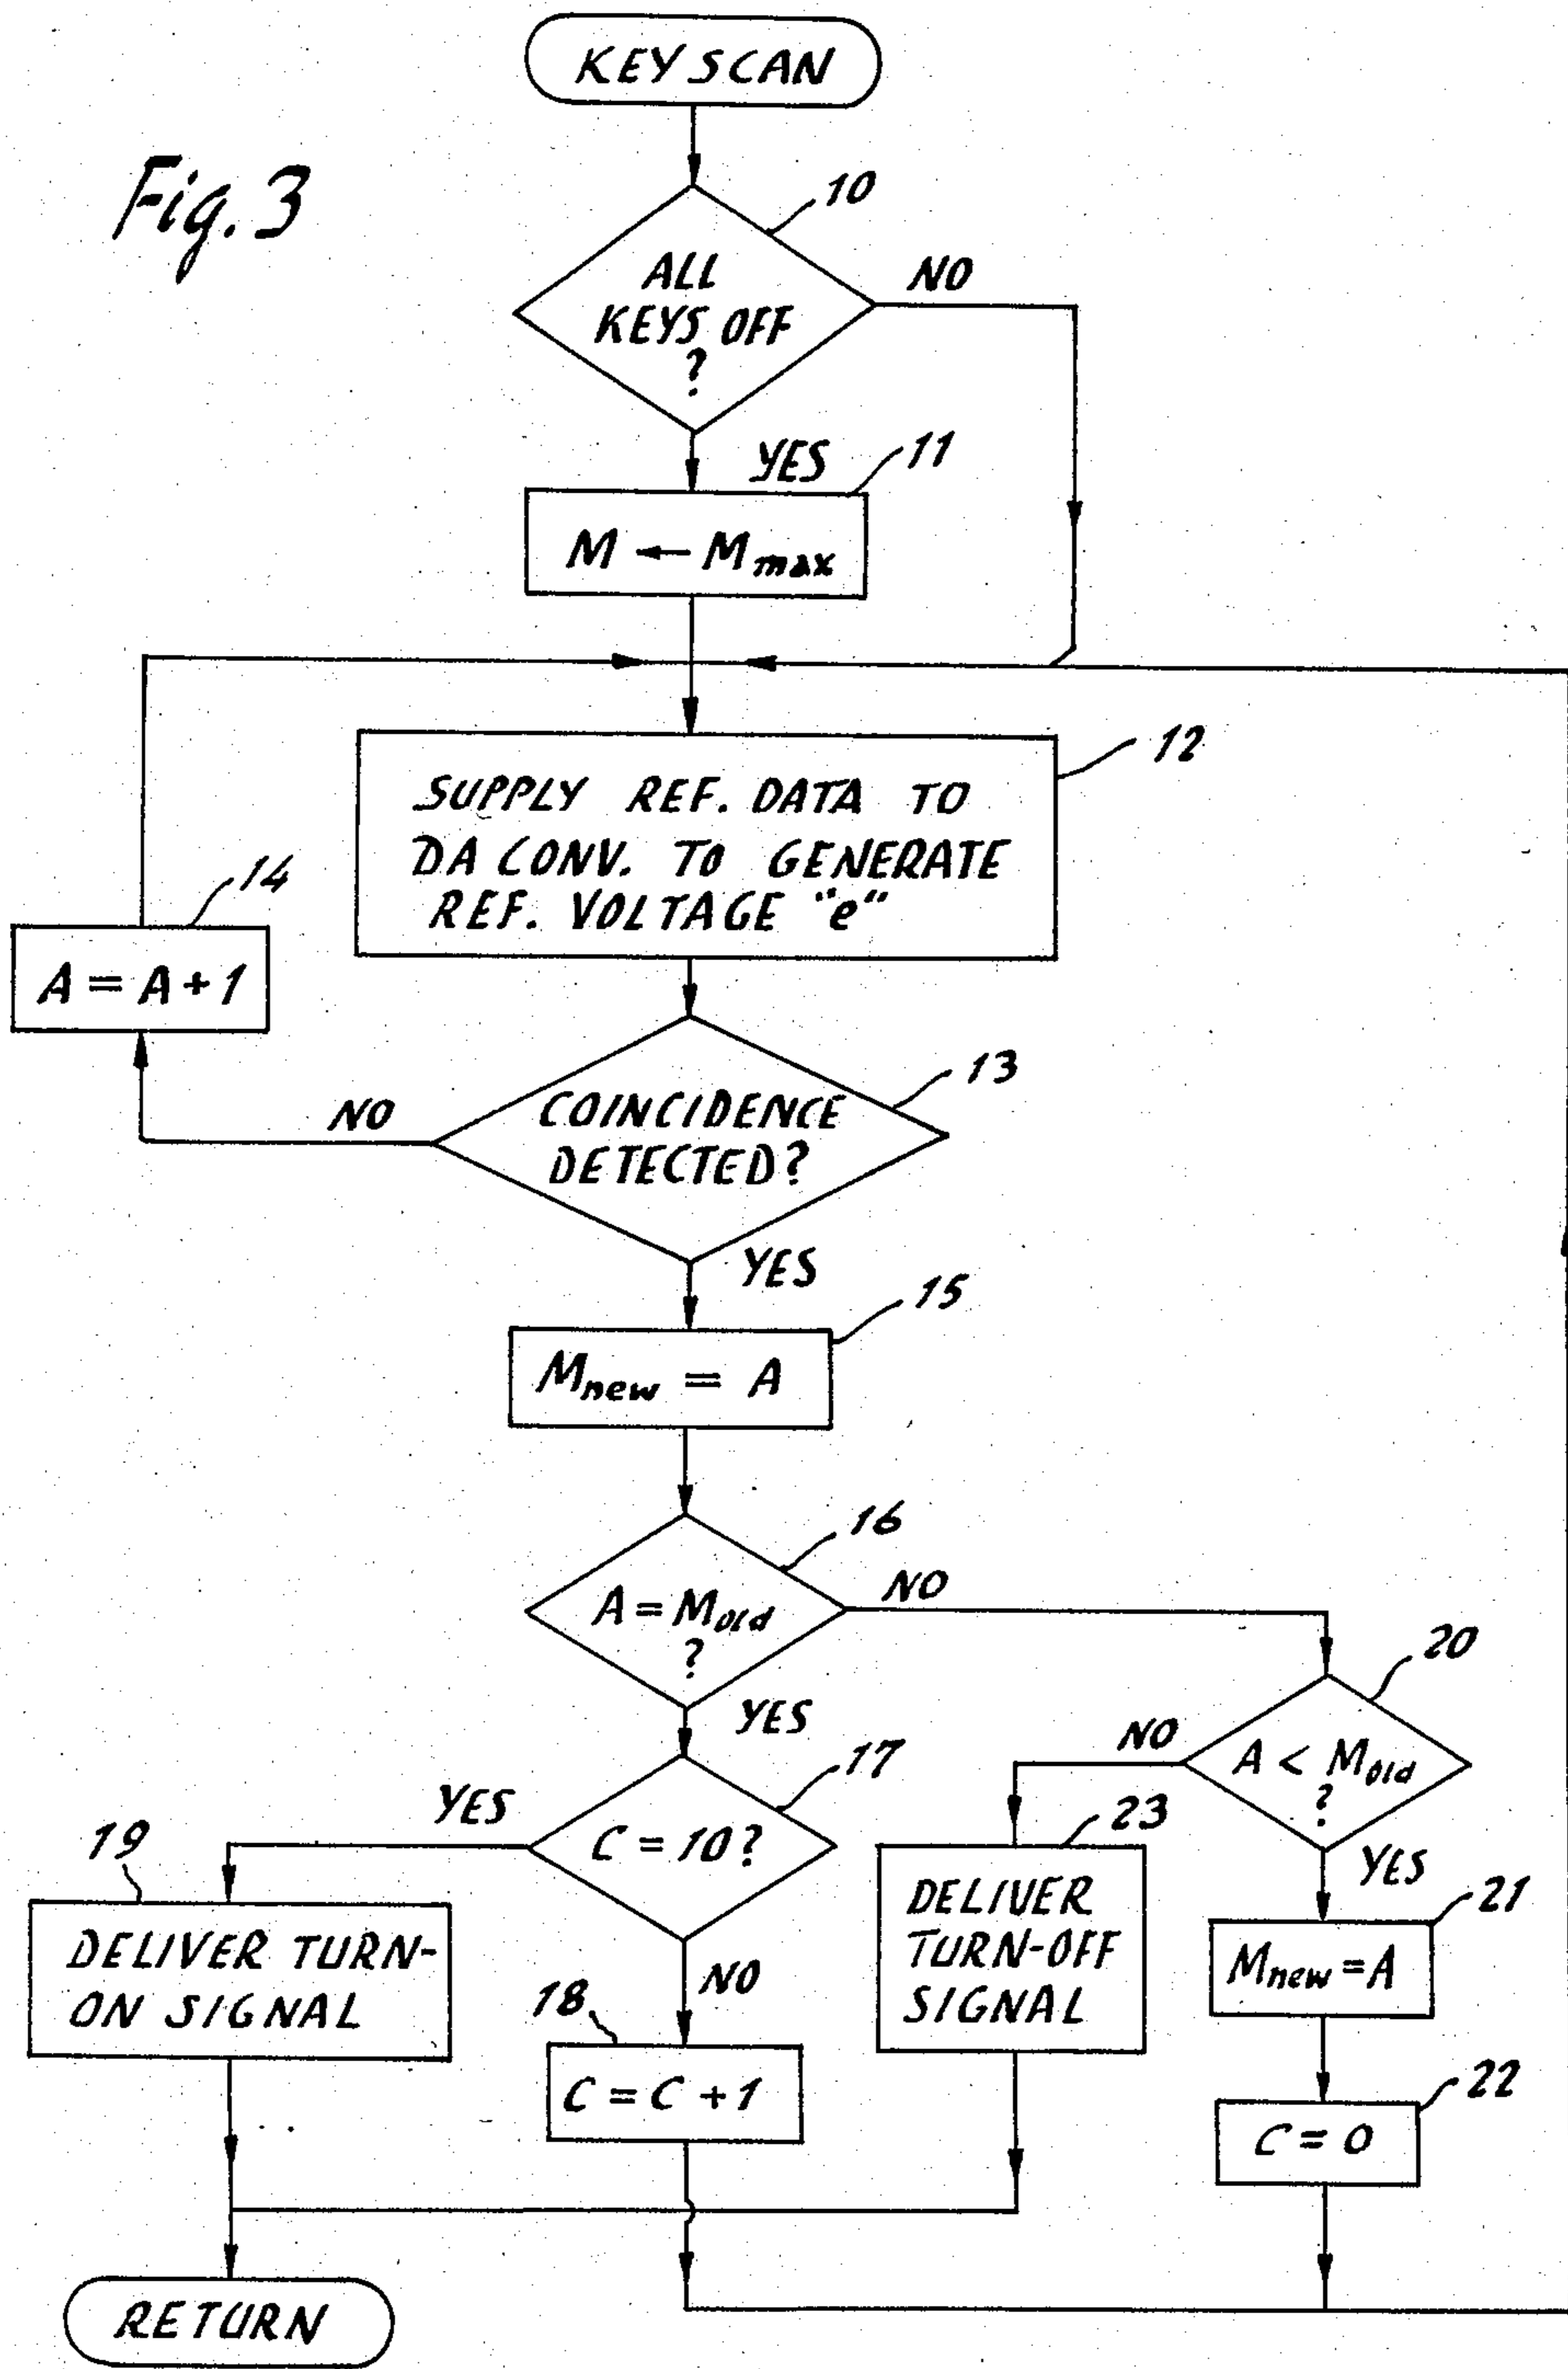 KEY SCAN
Fig. 3
10
ALL
KEYS OFF
?
NO
YES
11
M ← Mmax
12
SUPPLY REF. DATA TO
DA CONV. TO GENERATE
REF. VOLTAGE "e"
14
A = A + 1
13
COINCIDENCE
DETECTED?
NO
YES
15
Mnew = A
16
A = Mold
?
NO
YES
20
A < Mold
?
NO
YES
17
C = 10?
YES
NO
19
DELIVER TURN-
ON SIGNAL
18
C = C + 1
23
DELIVER
TURN-OFF
SIGNAL
21
Mnew = A
22
C = 0
RETURN